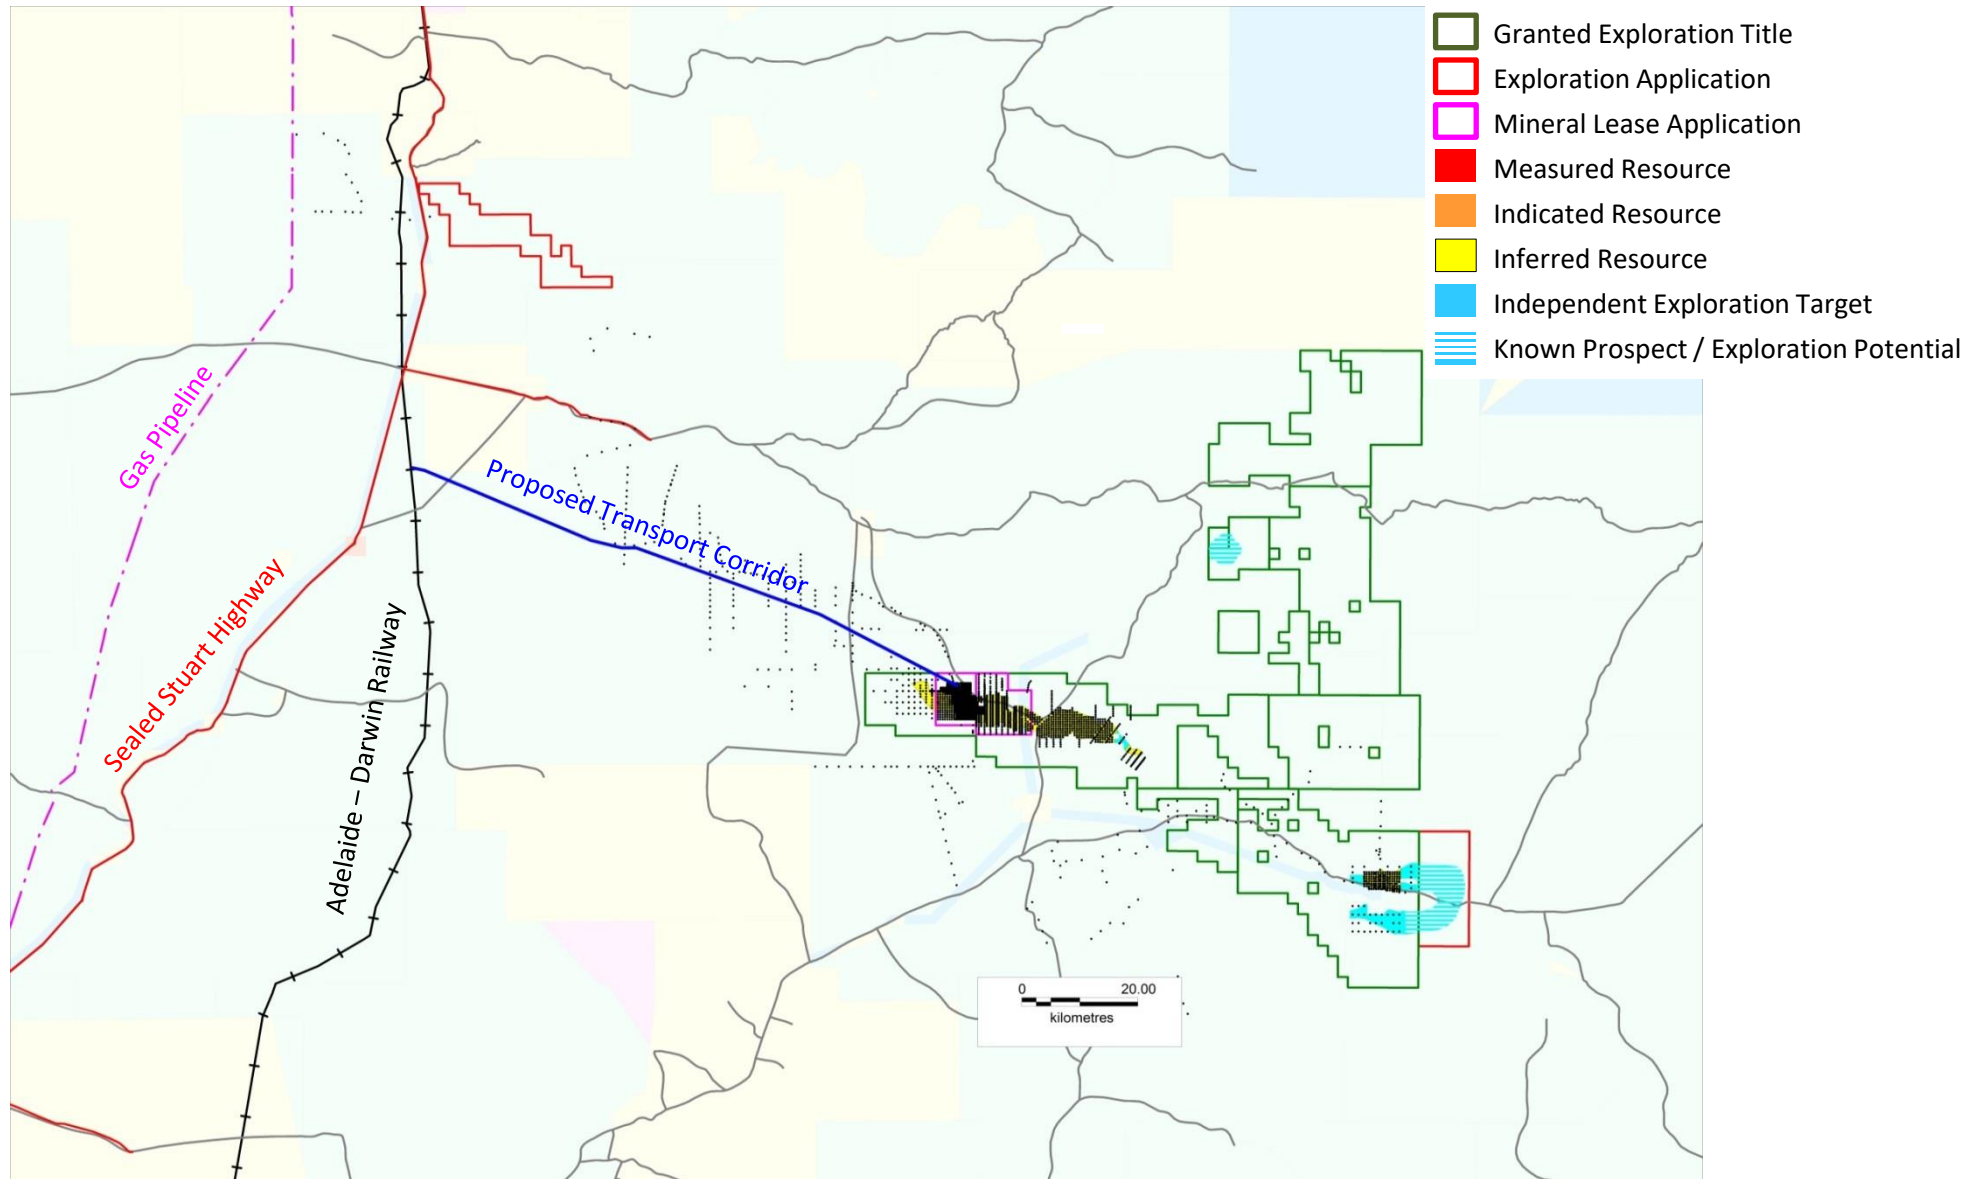 Granted Exploration Title
Exploration Application
Mineral Lease Application
Measured Resource
Indicated Resource
Inferred Resource
Independent Exploration Target
Known Prospect / Exploration Potential
Gas Pipeline
Proposed Transport Corridor
Sealed Stuart Highway
Adelaide – Darwin Railway
0 20.00
kilometres